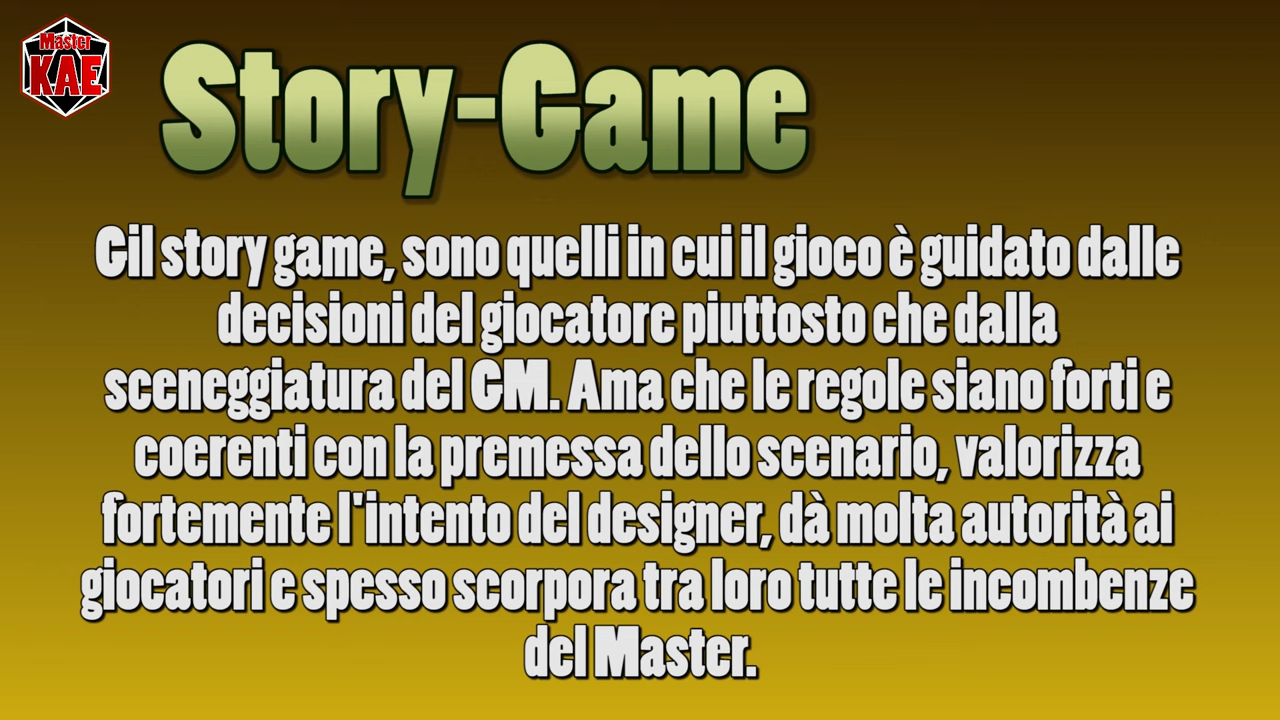 Master
KAE
Story-Game
Gil story game, sono quelli in cui il gioco è guidato dalle
decisioni del giocatore piuttosto che dalla
sceneggiatura del GM. Ama che le regole siano forti e
coerenti con la premessa dello scenario, valorizza
fortemente l'intento del designer, dà molta autorità ai
giocatori e spesso scorpora tra loro tutte le incombenze
del Master.